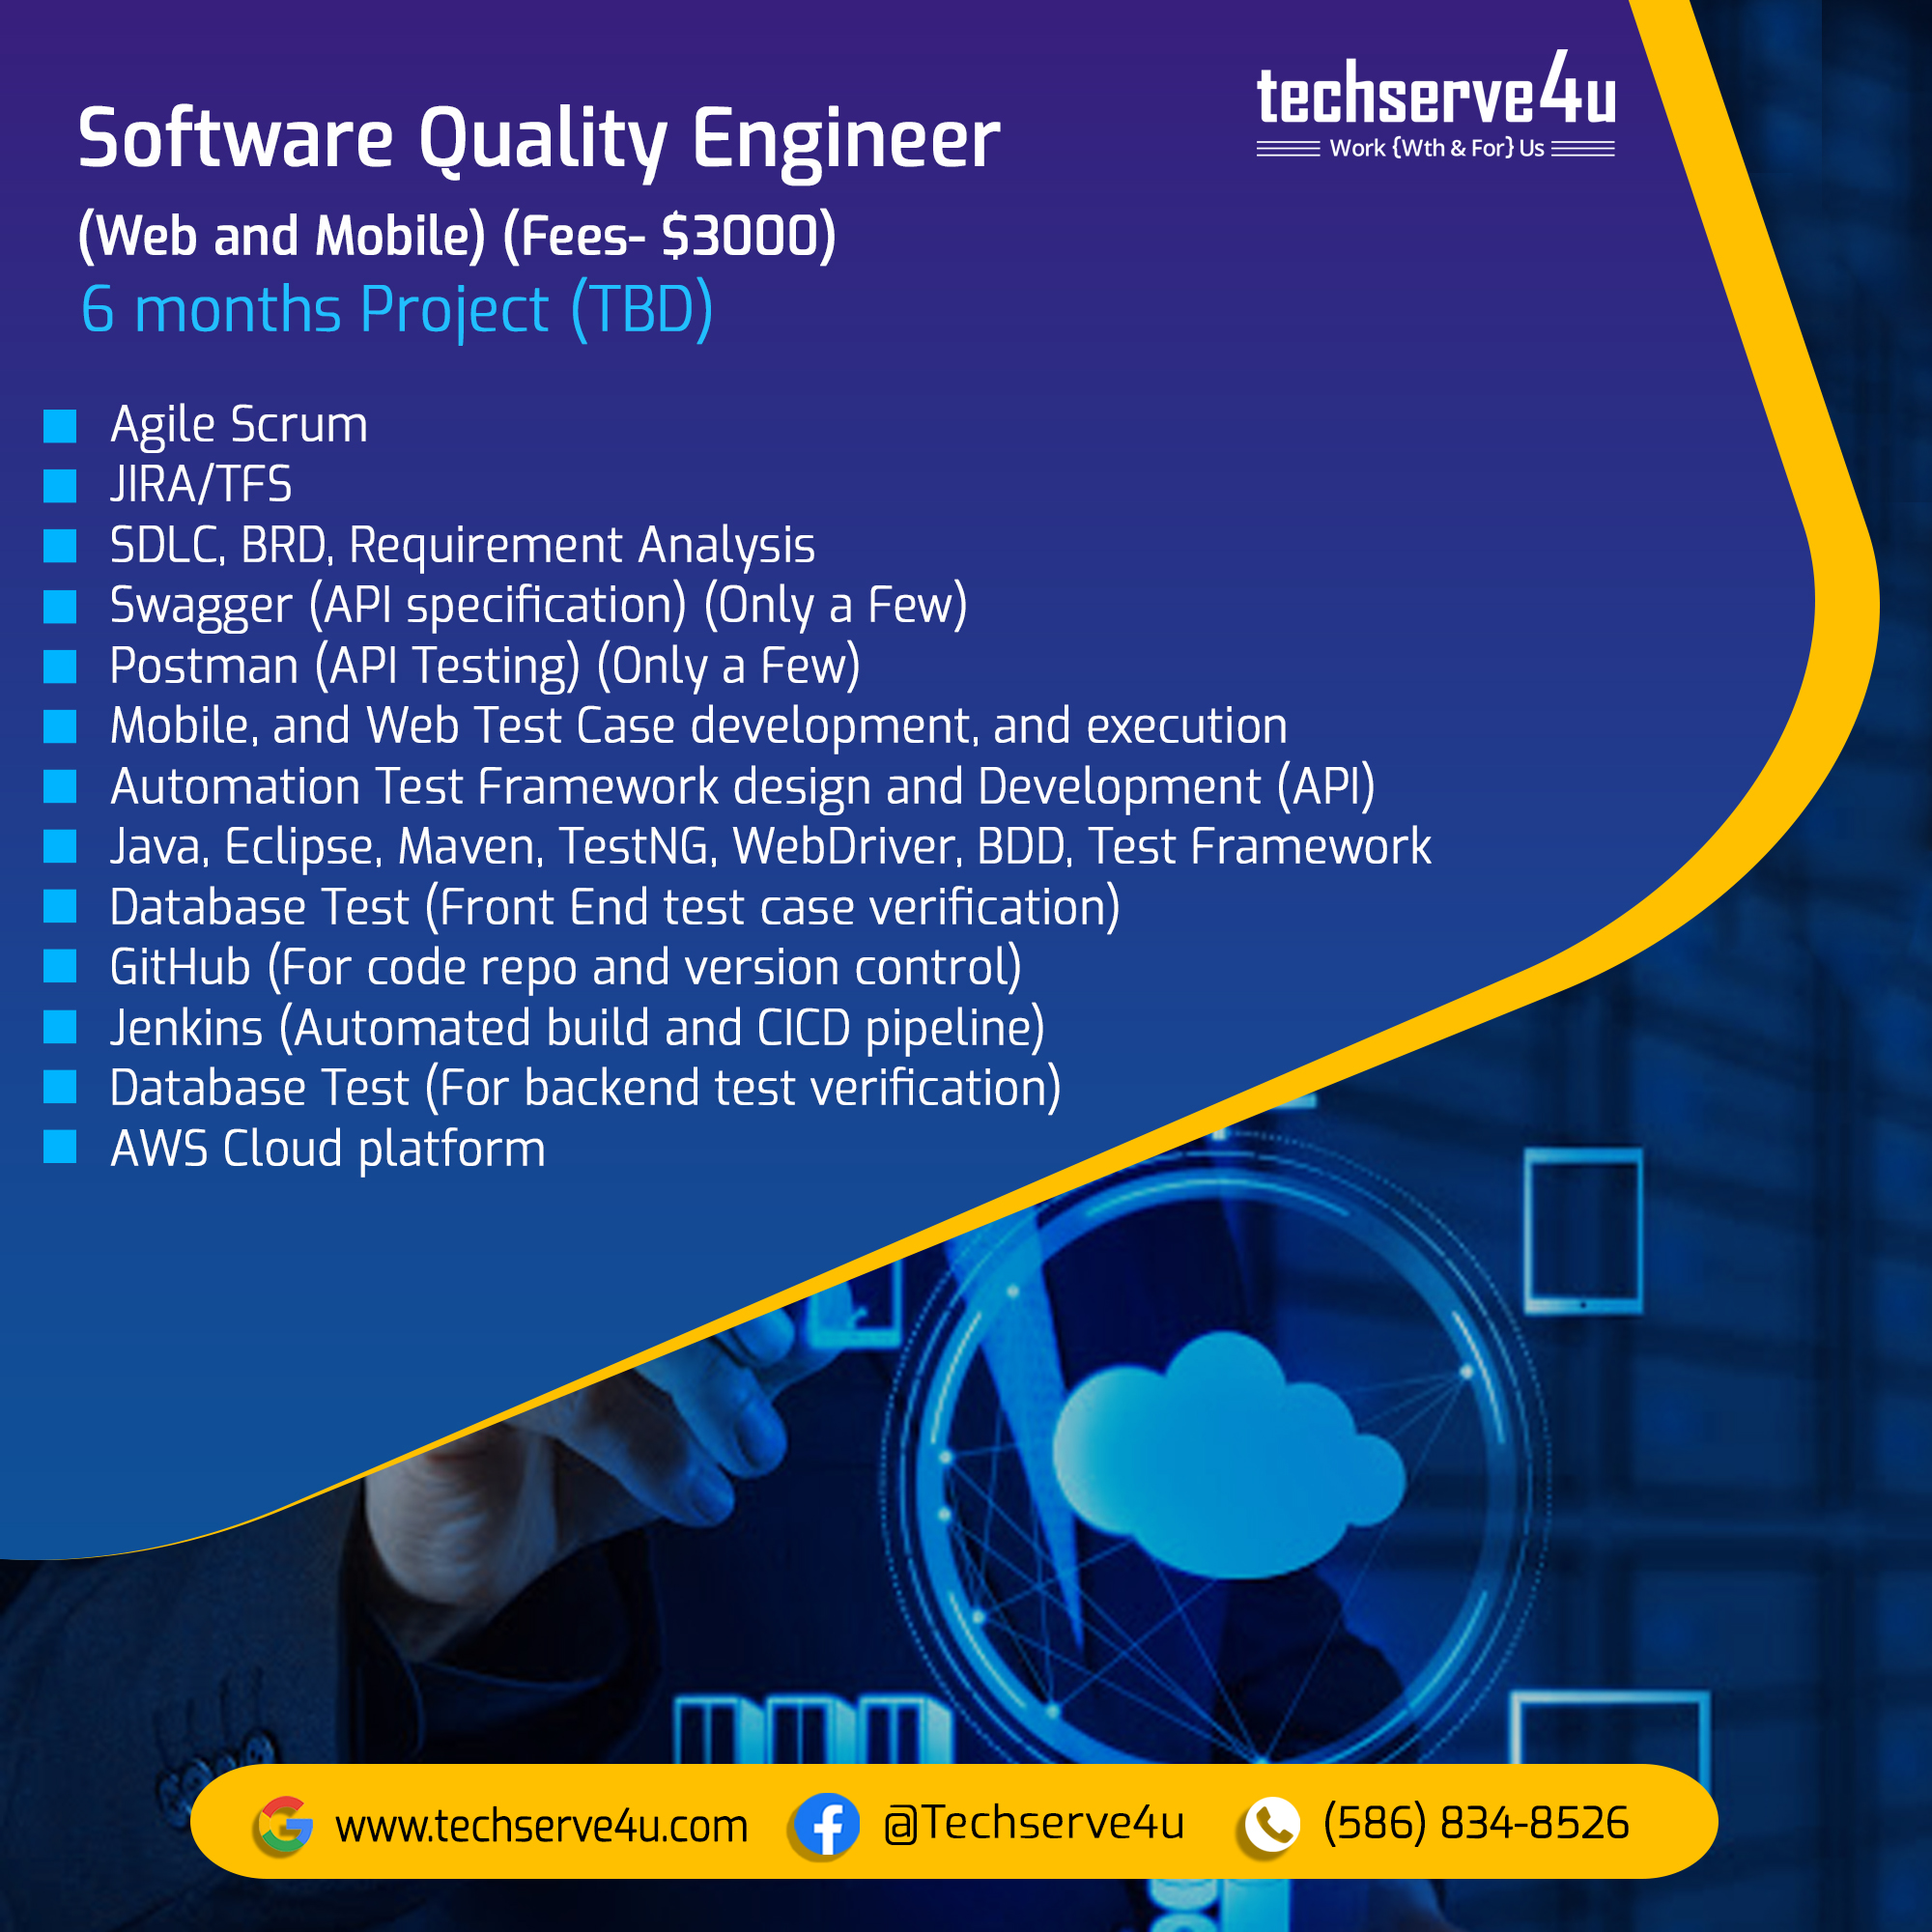 techserve4u
Work {Wth & For} Us
Software Quality Engineer
(Web and Mobile) (Fees- $3000)
6 months Project (TBD)
Agile Scrum
JIRA/TFS
SDLC, BRD, Requirement Analysis
Swagger (API specification) (Only a Few)
Postman (API Testing) (Only a Few)
Mobile, and Web Test Case development, and execution
Automation Test Framework design and Development (API)
Java, Eclipse, Maven, TestNG, WebDriver, BDD, Test Framework
Database Test (Front End test case verification)
GitHub (For code repo and version control)
Jenkins (Automated build and CICD pipeline)
Database Test (For backend test verification)
AWS Cloud platform
www.techserve4u.com @Techserve4u (586) 834-8526